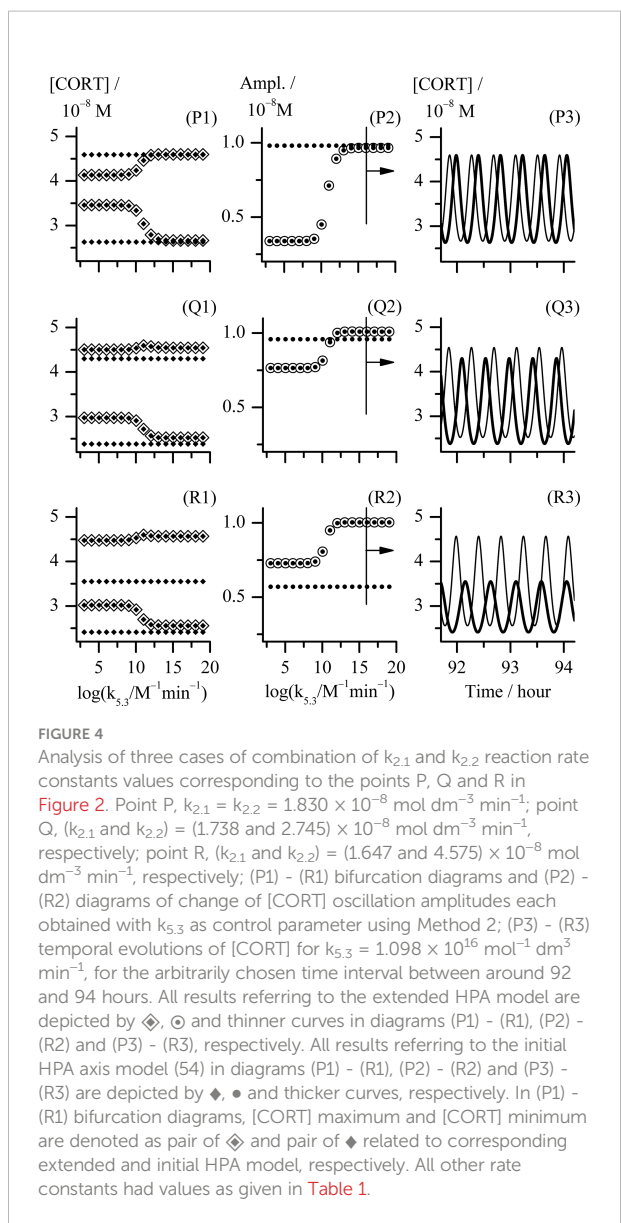 [CORT] /
10⁻⁸ M
(P1)
Ampl. /
10⁻⁸M
(P2)
[CORT] /
10⁻⁸ M
(P3)
5
4
3
1.0
0.5
5
4
3
(Q1)
(Q2)
(Q3)
5
4
3
1.0
0.5
5
4
3
(R1)
(R2)
(R3)
5
4
3
1.0
0.5
5
4
3
5 10 15 20
5 10 15 20
92 93 94
log(k₅.₃/M⁻¹min⁻¹)
log(k₅.₃/M⁻¹min⁻¹)
Time / hour
FIGURE 4
Analysis of three cases of combination of k₂.₁ and k₂.₂ reaction rate
constants values corresponding to the points P, Q and R in
Figure 2. Point P, k₂.₁ = k₂.₂ = 1.830 × 10⁻⁸ mol dm⁻³ min⁻¹; point
Q, (k₂.₁ and k₂.₂) = (1.738 and 2.745) × 10⁻⁸ mol dm⁻³ min⁻¹,
respectively; point R, (k₂.₁ and k₂.₂) = (1.647 and 4.575) × 10⁻⁸ mol
dm⁻³ min⁻¹, respectively; (P1) - (R1) bifurcation diagrams and (P2) -
(R2) diagrams of change of [CORT] oscillation amplitudes each
obtained with k₅.₃ as control parameter using Method 2; (P3) - (R3)
temporal evolutions of [CORT] for k₅.₃ = 1.098 × 10¹⁶ mol⁻¹ dm³
min⁻¹, for the arbitrarily chosen time interval between around 92
and 94 hours. All results referring to the extended HPA model are
depicted by ◈, ⊙ and thinner curves in diagrams (P1) - (R1), (P2) -
(R2) and (P3) - (R3), respectively. All results referring to the initial
HPA axis model (54) in diagrams (P1) - (R1), (P2) - (R2) and (P3) -
(R3) are depicted by ◆, ● and thicker curves, respectively. In (P1) -
(R1) bifurcation diagrams, [CORT] maximum and [CORT] minimum
are denoted as pair of ◈ and pair of ◆ related to corresponding
extended and initial HPA model, respectively. All other rate
constants had values as given in Table 1.